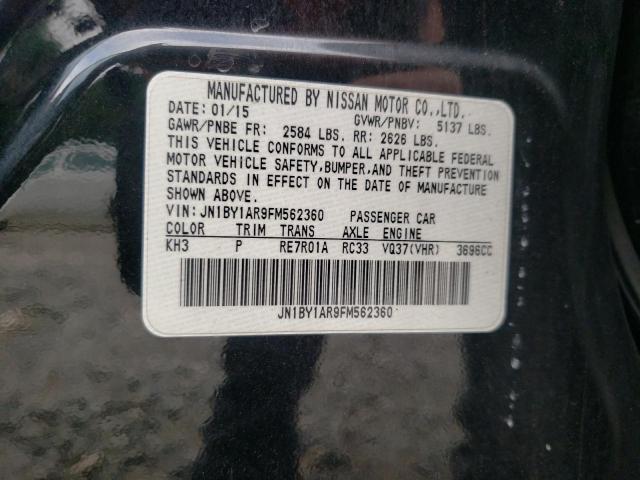 MANUFACTURED BY NISSAN MOTOR CO.,LTD.
DATE: 01/15 GVWR/PNBV: 5137 LBS.
GAWR/PNBE FR: 2584 LBS. RR: 2626 LBS.
THIS VEHICLE CONFORMS TO ALL APPLICABLE FEDERAL
MOTOR VEHICLE SAFETY,BUMPER,AND THEFT PREVENTION
STANDARDS IN EFFECT ON THE DATE OF MANUFACTURE
SHOWN ABOVE.
VIN: JN1BY1AR9FM562360 PASSENGER CAR
COLOR TRIM TRANS AXLE ENGINE
KH3 P RE7R01A RC33 VQ37(VHR) 3696CC
JN1BY1AR9FM562360